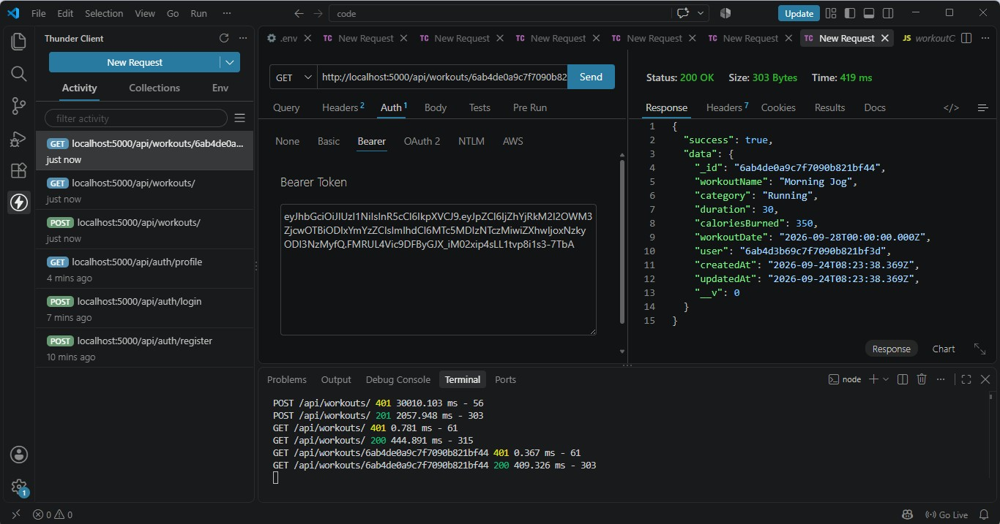 File Edit Selection View Go Run ··· code Update
Thunder Client ···
New Request
Activity Collections Env
filter activity
GET localhost:5000/api/workouts/6ab4de0a...
just now
GET localhost:5000/api/workouts/
just now
POST localhost:5000/api/workouts/
just now
GET localhost:5000/api/auth/profile
4 mins ago
POST localhost:5000/api/auth/login
7 mins ago
POST localhost:5000/api/auth/register
10 mins ago
.env TC New Request TC New Request TC New Request TC New Request TC New Request TC New Request JS workoutC ···
GET http://localhost:5000/api/workouts/6ab4de0a9c7f7090b82 Send
Query Headers 2 Auth 1 Body Tests Pre Run
None Basic Bearer OAuth 2 NTLM AWS
Bearer Token
Status: 200 OK Size: 303 Bytes Time: 419 ms
Response Headers 7 Cookies Results Docs </>
1 {
2 "success": true,
3 "data": {
4 "_id": "6ab4de0a9c7f7090b821bf44",
5 "workoutName": "Morning Jog",
6 "category": "Running",
7 "duration": 30,
8 "caloriesBurned": 350,
9 "workoutDate": "2026-09-28T00:00:00.000Z",
10 "user": "6ab4d3b69c7f7090b821bf3d",
11 "createdAt": "2026-09-24T08:23:38.369Z",
12 "updatedAt": "2026-09-24T08:23:38.369Z",
13 "__v": 0
14 }
15 }
Response Chart
Problems Output Debug Console Terminal Ports node ···
POST /api/workouts/ 401 30010.103 ms - 56
POST /api/workouts/ 201 2057.948 ms - 303
GET /api/workouts/ 401 0.781 ms - 61
GET /api/workouts/ 200 444.891 ms - 315
GET /api/workouts/6ab4de0a9c7f7090b821bf44 401 0.367 ms - 61
GET /api/workouts/6ab4de0a9c7f7090b821bf44 200 409.326 ms - 303
1
0 0 Go Live